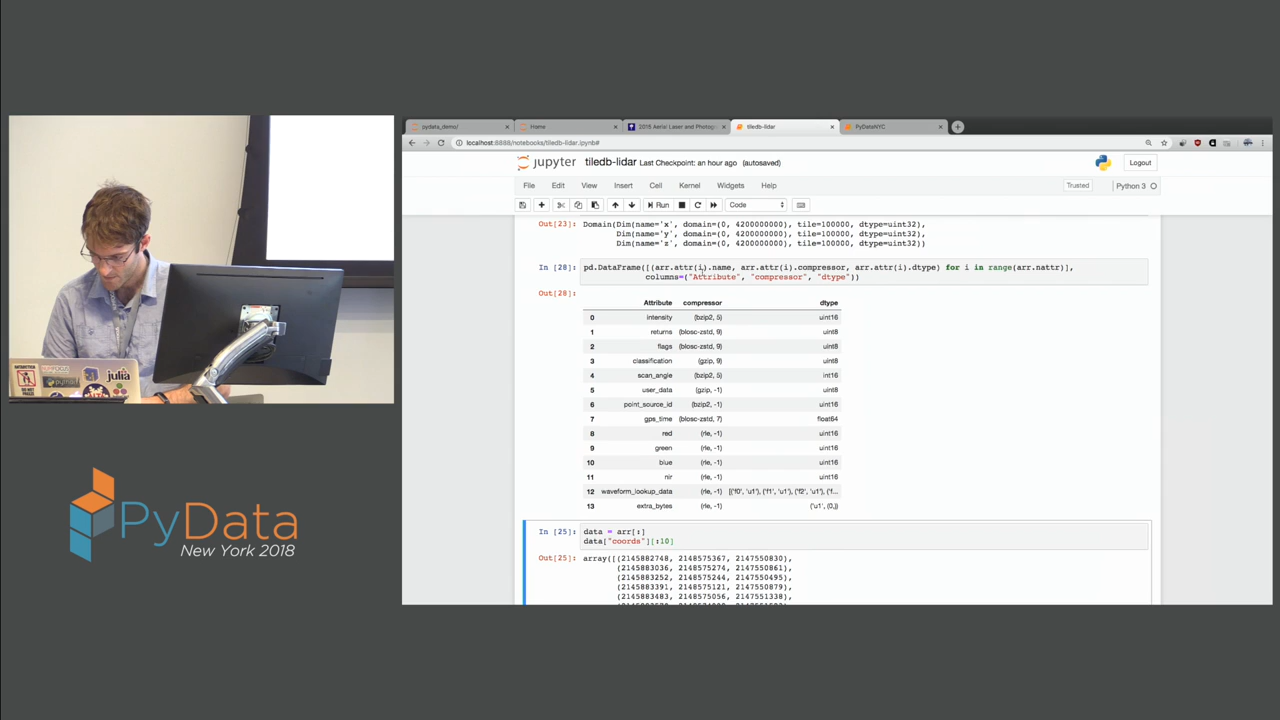 pydata_demo/
Home
2015 Aerial Laser and Photog
tiledb-lidar
PyDataNYC
localhost:8888/notebooks/tiledb-lidar.ipynb#
jupyter tiledb-lidar Last Checkpoint: an hour ago (autosaved)
Logout
File Edit View Insert Cell Kernel Widgets Help
Trusted
Python 3
Run
Code
Out[23]: Domain(Dim(name='x', domain=(0, 4200000000), tile=100000, dtype=uint32),
Dim(name='y', domain=(0, 4200000000), tile=100000, dtype=uint32),
Dim(name='z', domain=(0, 4200000000), tile=100000, dtype=uint32))
In [28]: pd.DataFrame([(arr.attr(i).name, arr.attr(i).compressor, arr.attr(i).dtype) for i in range(arr.nattr)],
columns=("Attribute", "compressor", "dtype"))
Out[28]:
Attribute compressor dtype
0 intensity (bzip2, 5) uint16
1 returns (blosc-zstd, 9) uint8
2 flags (blosc-zstd, 9) uint8
3 classification (gzip, 9) uint8
4 scan_angle (bzip2, 5) int16
5 user_data (gzip, -1) uint8
6 point_source_id (bzip2, -1) uint16
7 gps_time (blosc-zstd, 7) float64
8 red (rle, -1) uint16
9 green (rle, -1) uint16
10 blue (rle, -1) uint16
11 nir (rle, -1) uint16
12 waveform_lookup_data (rle, -1) [('f0', 'u1'), ('f1', 'u1'), ('f2', 'u1'), ('f...
13 extra_bytes (rle, -1) ('u1', (0,))
In [25]: data = arr[:]
data["coords"][:10]
Out[25]: array([(2145882748, 2148575367, 2147550830),
(2145883036, 2148575274, 2147550861),
(2145883252, 2148575244, 2147550495),
(2145883391, 2148575121, 2147550879),
(2145883483, 2148575056, 2147551338),
julia
PyData
New York 2018